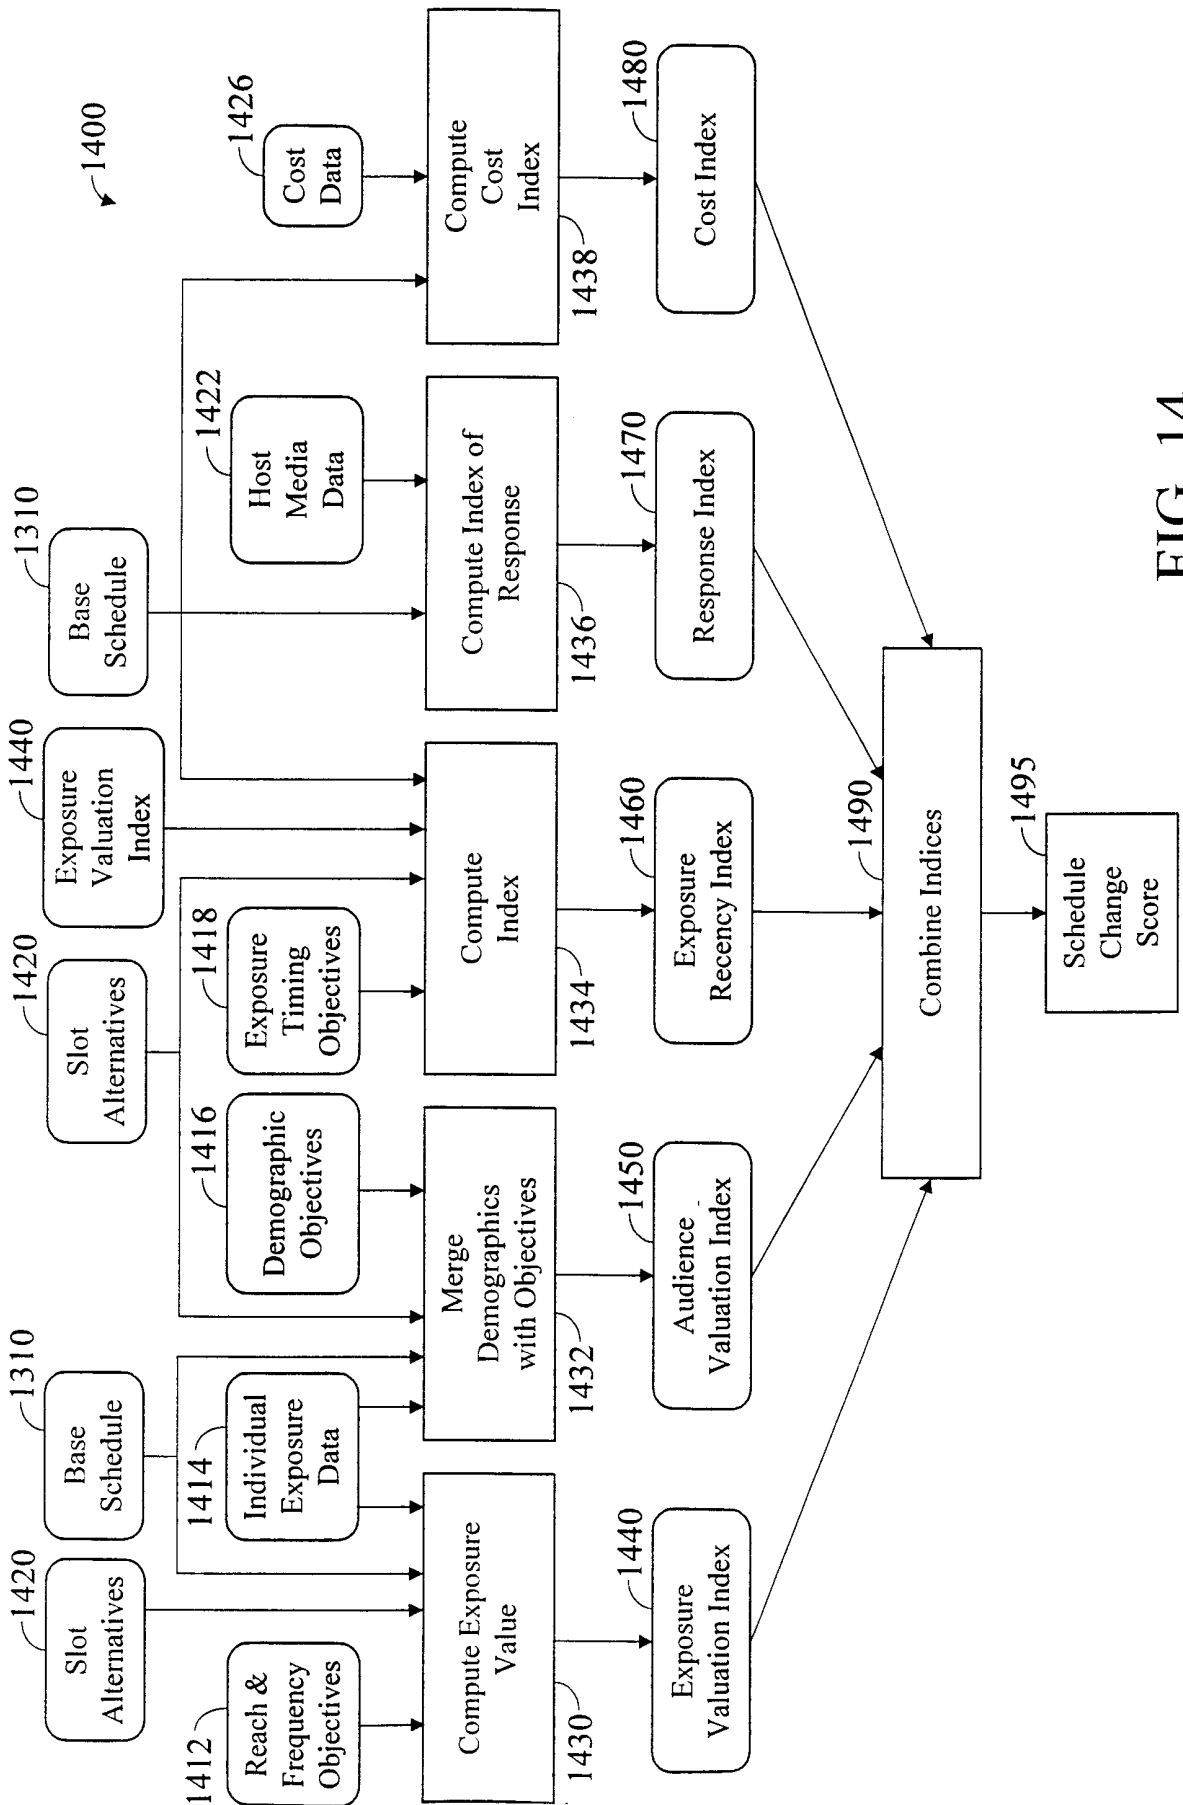 1400
1420
Slot
Alternatives
1310
Base
Schedule
1420
Slot
Alternatives
1440
Exposure
Valuation
Index
1310
Base
Schedule
1412
Reach &
Frequency
Objectives
1414
Individual
Exposure
Data
1416
Demographic
Objectives
1418
Exposure
Timing
Objectives
1422
Host
Media
Data
1426
Cost
Data
Compute Exposure
Value
1430
Merge
Demographics
with Objectives
1432
Compute
Index
1434
Compute Index of
Response
1436
Compute
Cost
Index
1438
1440
Exposure
Valuation Index
1450
Audience
Valuation Index
1460
Exposure
Recency Index
1470
Response Index
1480
Cost Index
1490
Combine Indices
1495
Schedule
Change
Score
FIG. 14